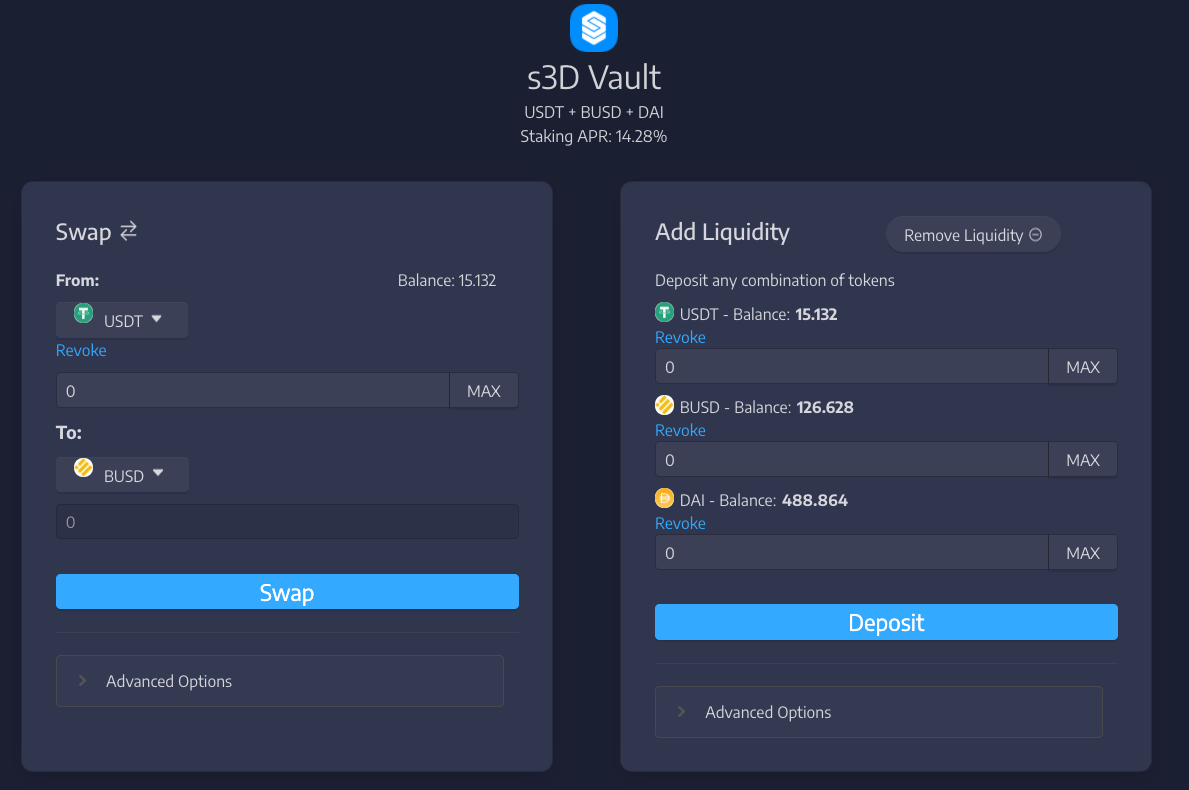 s3D Vault
USDT + BUSD + DAI
Staking APR: 14.28%
Swap
From:
Balance: 15.132
USDT
Revoke
0
MAX
To:
BUSD
0
Swap
Advanced Options
Add Liquidity
Remove Liquidity
Deposit any combination of tokens
USDT - Balance: 15.132
Revoke
0
MAX
BUSD - Balance: 126.628
Revoke
0
MAX
DAI - Balance: 488.864
Revoke
0
MAX
Deposit
Advanced Options